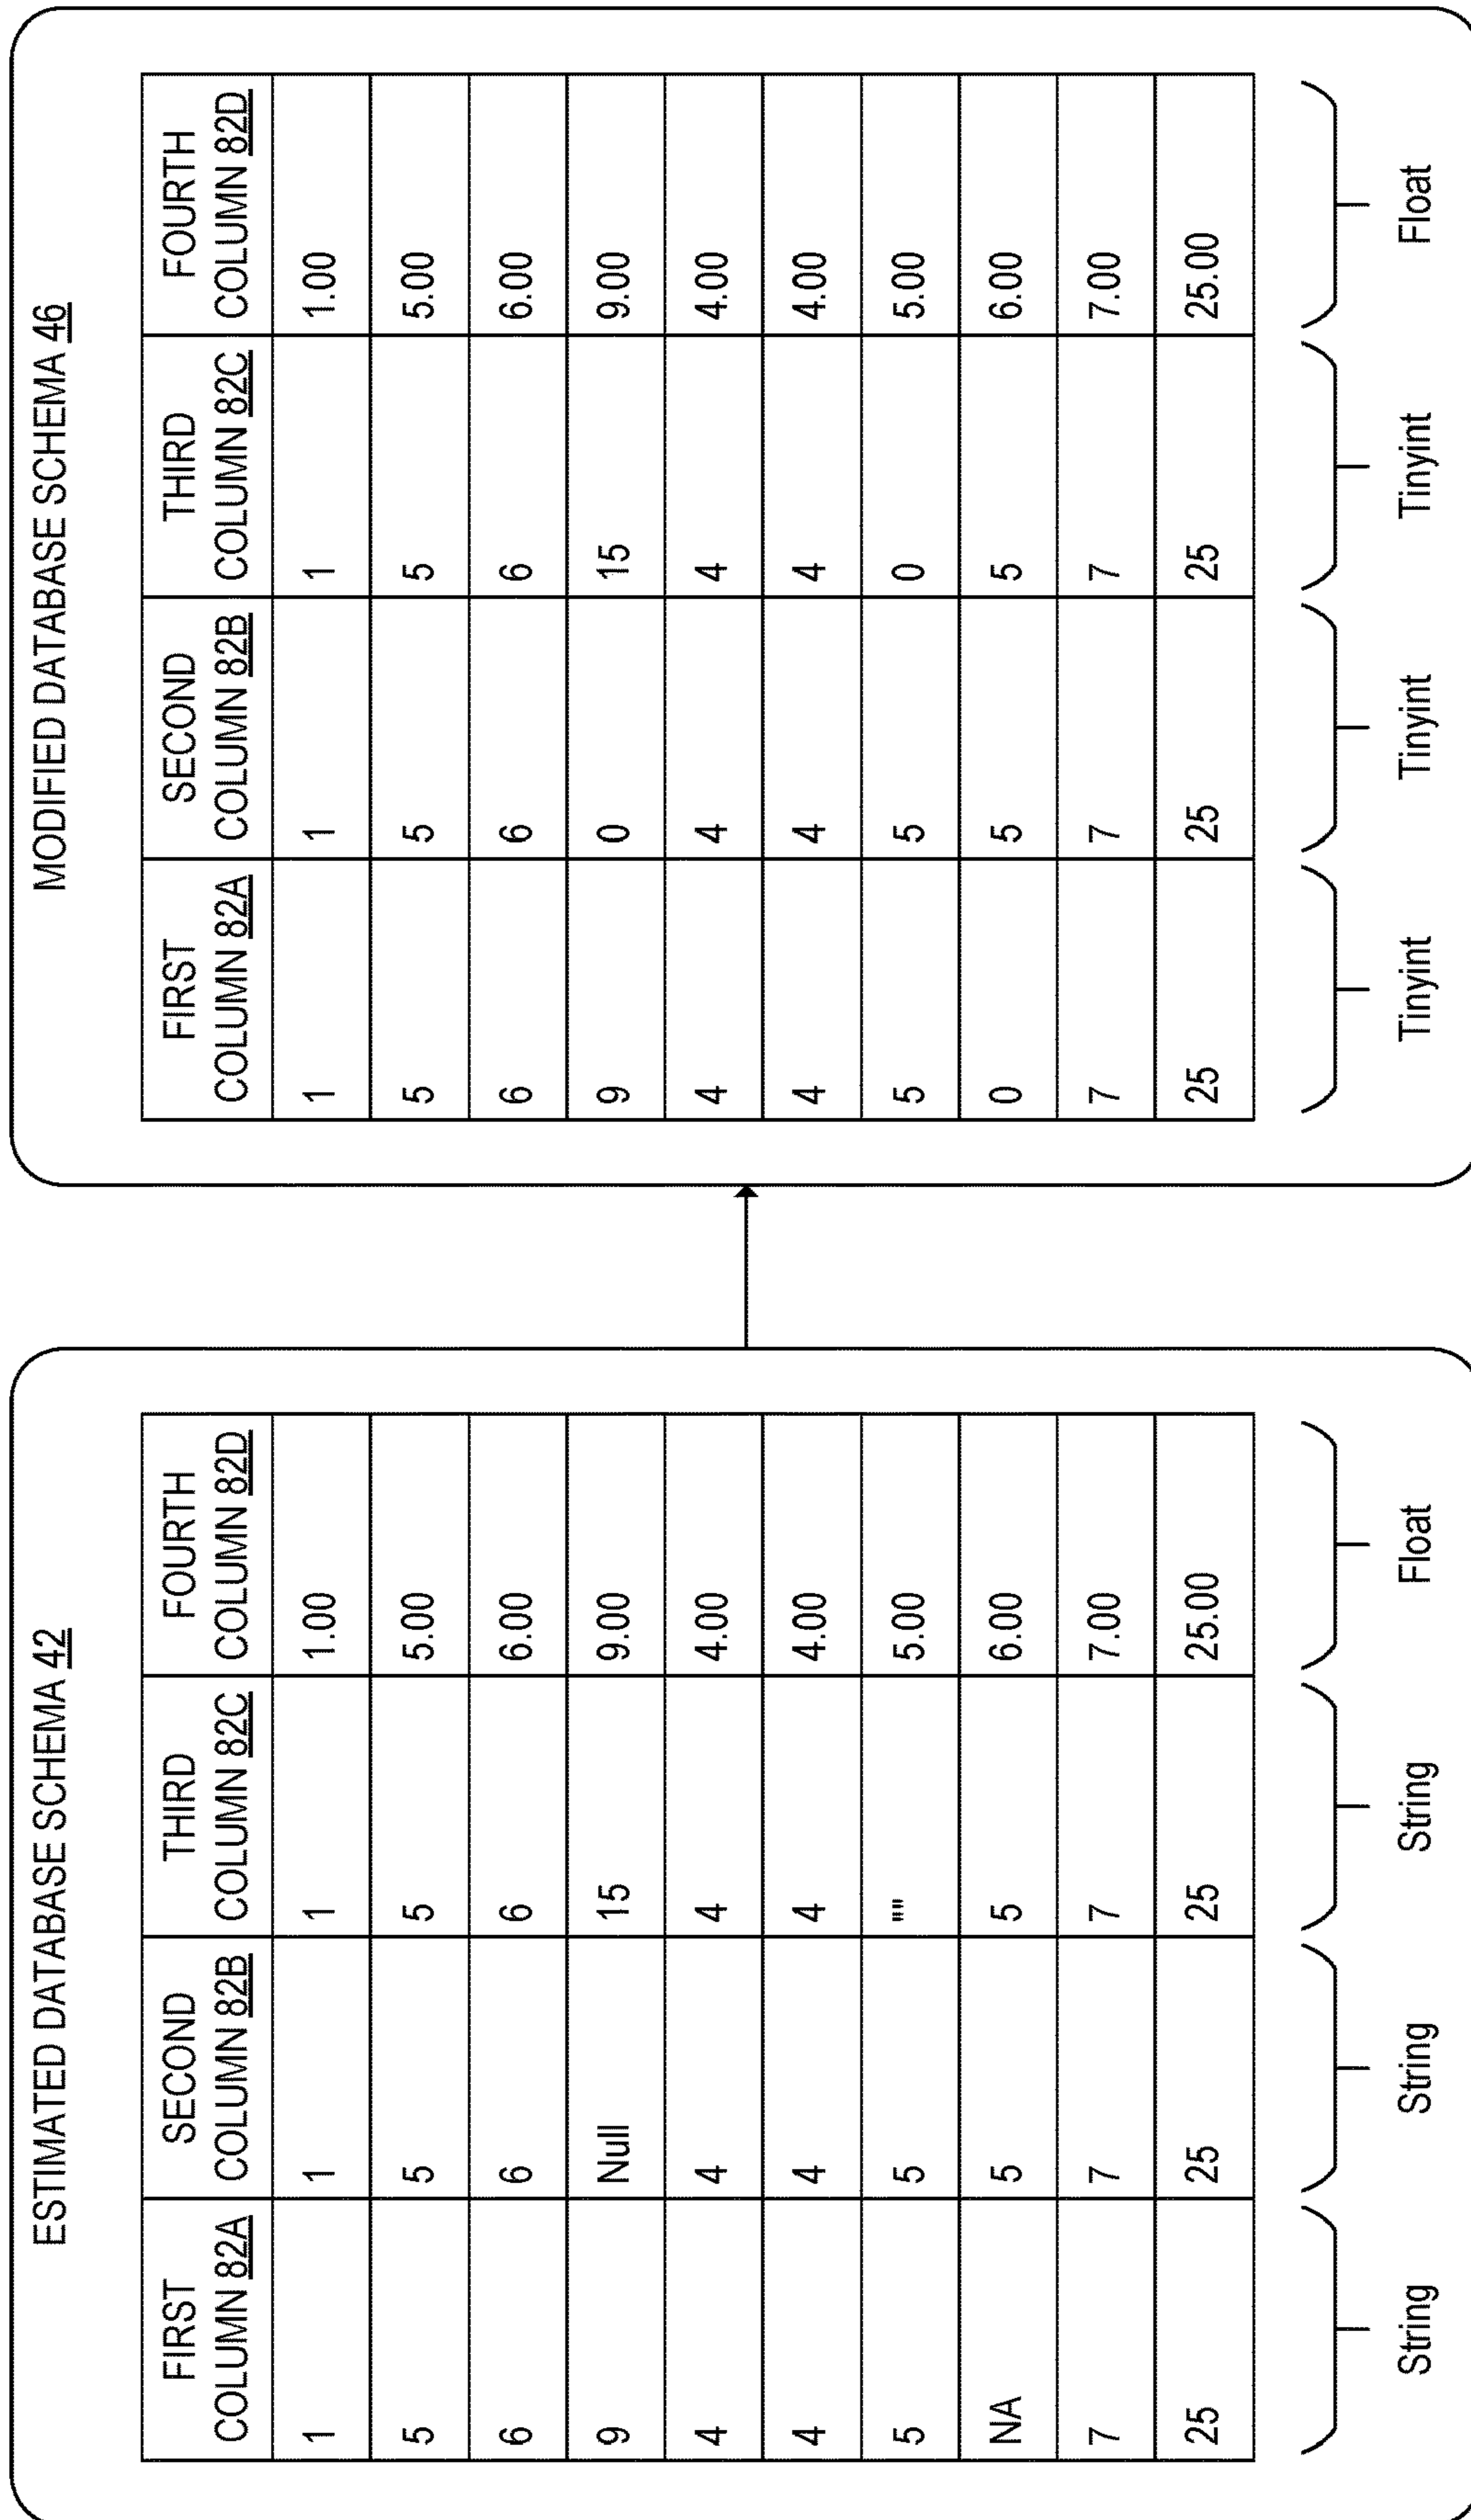 ESTIMATED DATABASE SCHEMA 42
FIRST SECOND THIRD FOURTH
COLUMN 82A COLUMN 82B COLUMN 82C COLUMN 82D
1 1 1 1.00
5 5 5 5.00
6 6 6 6.00
9 Null 15 9.00
4 4 4 4.00
4 4 4 4.00
5 5 "" 5.00
NA 5 5 6.00
7 7 7 7.00
25 25 25 25.00
String String String Float
MODIFIED DATABASE SCHEMA 46
FIRST SECOND THIRD FOURTH
COLUMN 82A COLUMN 82B COLUMN 82C COLUMN 82D
1 1 1 1.00
5 5 5 5.00
6 6 6 6.00
9 0 15 9.00
4 4 4 4.00
4 4 4 4.00
5 5 0 5.00
0 5 5 6.00
7 7 7 7.00
25 25 25 25.00
Tinyint Tinyint Tinyint Float